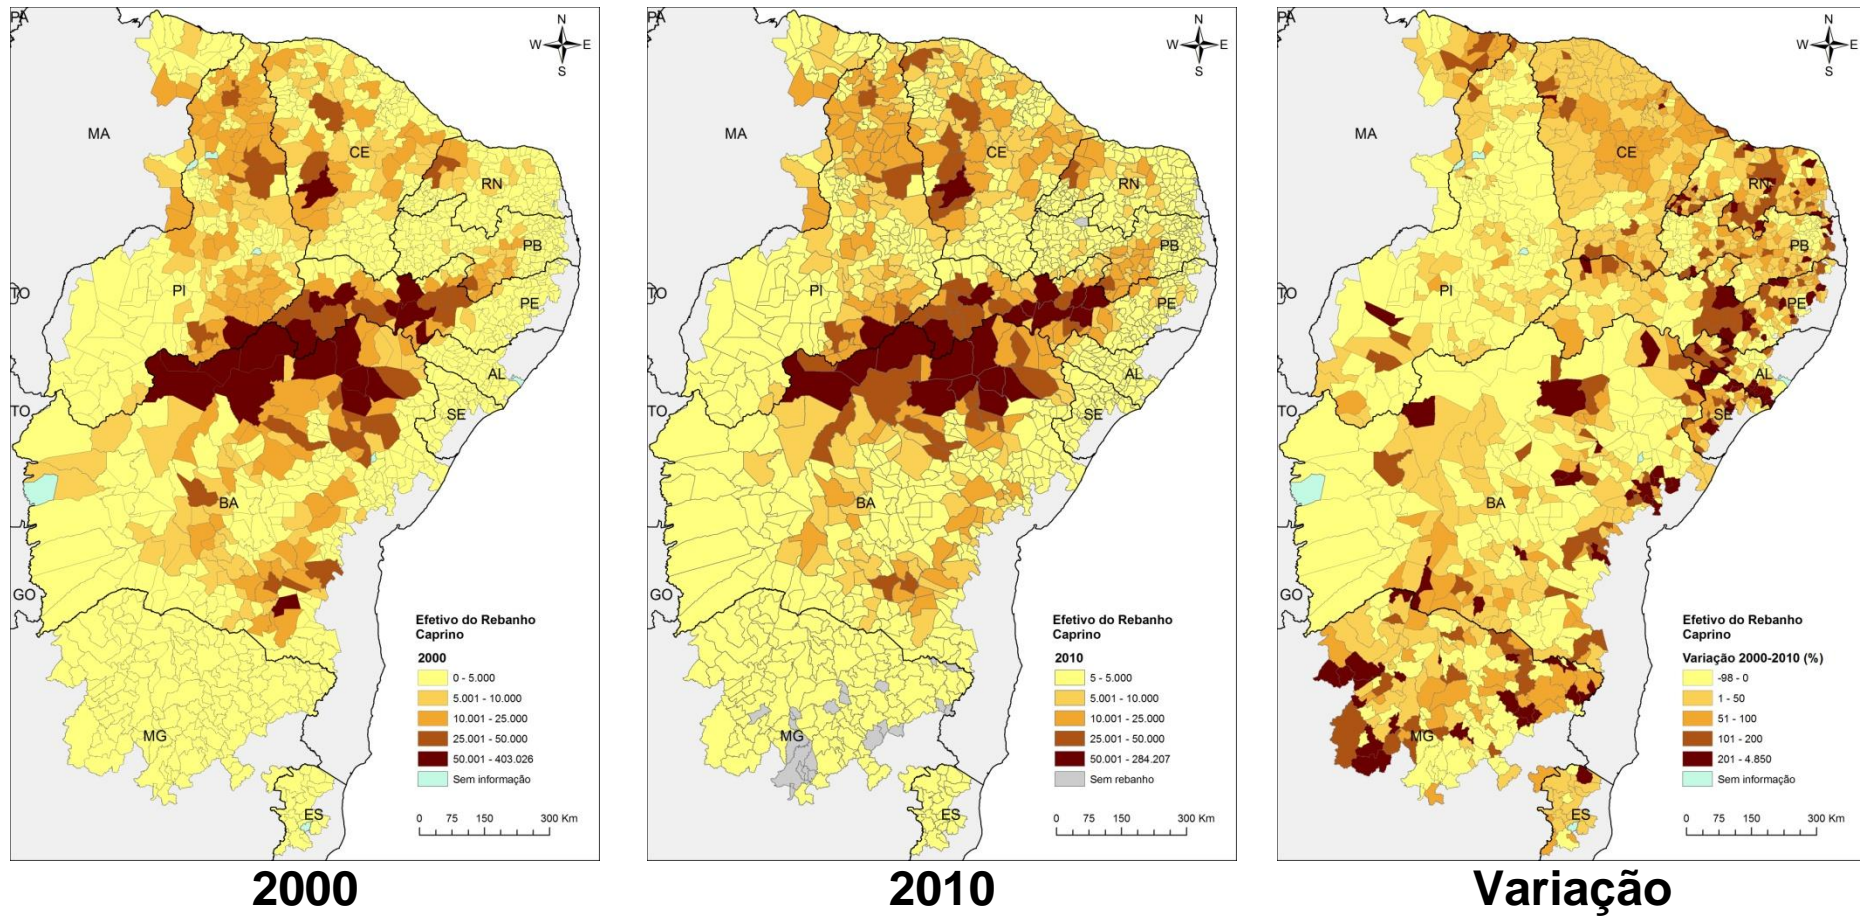 PA
N
W E
S
MA
CE
RN
PB
PI
TO
PE
AL
TO
SE
BA
GO
MG
ES
Efetivo do Rebanho
Caprino
2000
0 - 5.000
5.001 - 10.000
10.001 - 25.000
25.001 - 50.000
50.001 - 403.026
Sem informação
0 75 150 300 Km
2000
PA
N
W E
S
MA
CE
RN
PB
PI
TO
PE
AL
TO
SE
BA
GO
MG
ES
Efetivo do Rebanho
Caprino
2010
5 - 5.000
5.001 - 10.000
10.001 - 25.000
25.001 - 50.000
50.001 - 284.207
Sem rebanho
0 75 150 300 Km
2010
PA
N
W E
S
MA
CE
RN
PB
PI
TO
PE
AL
TO
SE
BA
GO
MG
ES
Efetivo do Rebanho
Caprino
Variação 2000-2010 (%)
-98 - 0
1 - 50
51 - 100
101 - 200
201 - 4.850
Sem informação
0 75 150 300 Km
Variação